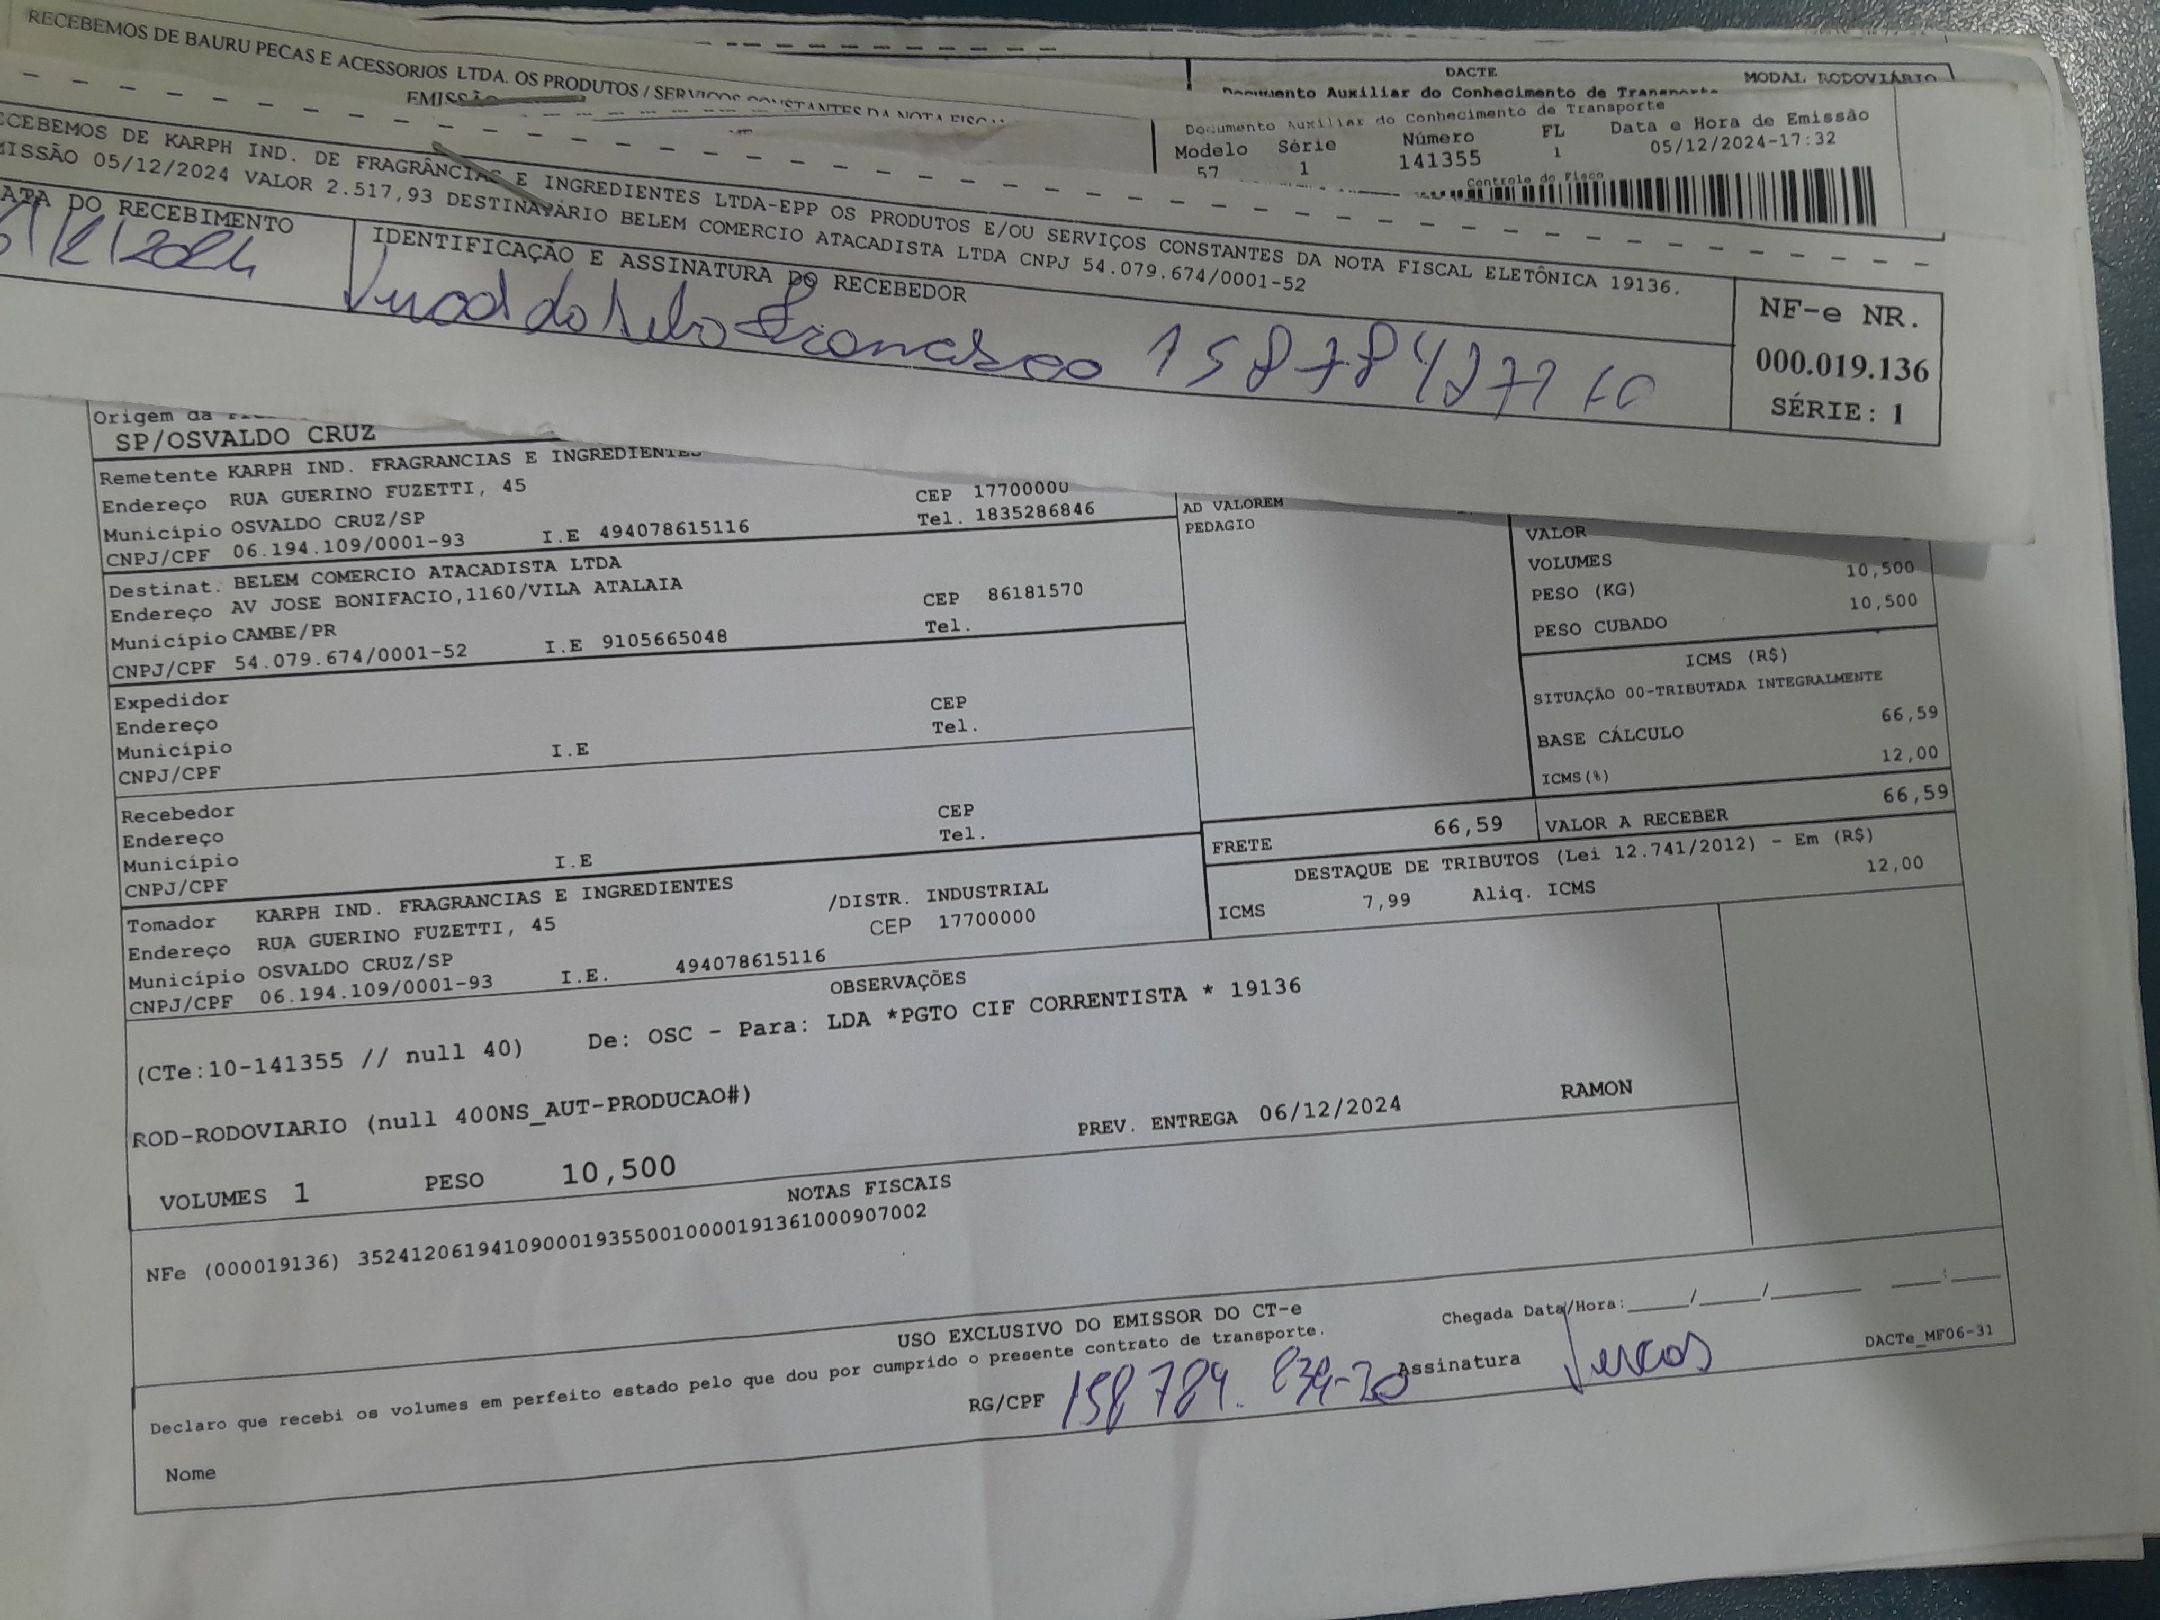 RECEBEMOS DE BAURU PECAS E ACESSORIOS LTDA. OS PRODUTOS / SERVIÇOS CONSTANTES DA NOTA FISCAL
EMISSÃO
DACTE
MODAL RODOVIÁRIO
Documento Auxiliar do Conhecimento de Transporte
Documento Auxiliar do Conhecimento de Transporte
Modelo Série Número FL Data e Hora de Emissão
57 1 141355 1 05/12/2024-17:32
Controle do Fisco
RECEBEMOS DE KARPH IND. DE FRAGRÂNCIAS E INGREDIENTES LTDA-EPP OS PRODUTOS E/OU SERVIÇOS CONSTANTES DA NOTA FISCAL ELETÔNICA 19136.
EMISSÃO 05/12/2024 VALOR 2.517,93 DESTINATÁRIO BELEM COMERCIO ATACADISTA LTDA CNPJ 54.079.674/0001-52
DATA DO RECEBIMENTO
IDENTIFICAÇÃO E ASSINATURA DO RECEBEDOR
NF-e NR.
000.019.136
SÉRIE: 1
Origem da
SP/OSVALDO CRUZ
Remetente KARPH IND. FRAGRANCIAS E INGREDIENTES
Endereço RUA GUERINO FUZETTI, 45 CEP 17700000
Município OSVALDO CRUZ/SP Tel. 1835286846
CNPJ/CPF 06.194.109/0001-93 I.E 494078615116
Destinat. BELEM COMERCIO ATACADISTA LTDA
Endereço AV JOSE BONIFACIO,1160/VILA ATALAIA CEP 86181570
Município CAMBE/PR Tel.
CNPJ/CPF 54.079.674/0001-52 I.E 9105665048
Expedidor
Endereço CEP
Município Tel.
CNPJ/CPF I.E
Recebedor
Endereço CEP
Município Tel.
CNPJ/CPF I.E
Tomador KARPH IND. FRAGRANCIAS E INGREDIENTES
Endereço RUA GUERINO FUZETTI, 45 /DISTR. INDUSTRIAL
Município OSVALDO CRUZ/SP CEP 17700000
CNPJ/CPF 06.194.109/0001-93 I.E. 494078615116
AD VALOREM
PEDAGIO
VALOR
VOLUMES
PESO (KG) 10,500
PESO CUBADO 10,500
ICMS (R$)
SITUAÇÃO 00-TRIBUTADA INTEGRALMENTE
BASE CÁLCULO 66,59
ICMS(%) 12,00
FRETE 66,59 VALOR A RECEBER 66,59
DESTAQUE DE TRIBUTOS (Lei 12.741/2012) - Em (R$)
ICMS 7,99 Aliq. ICMS 12,00
OBSERVAÇÕES
(CTe:10-141355 // null 40) De: OSC - Para: LDA *PGTO CIF CORRENTISTA * 19136
ROD-RODOVIARIO (null 400NS_AUT-PRODUCAO#)
PREV. ENTREGA 06/12/2024 RAMON
VOLUMES 1 PESO 10,500
NOTAS FISCAIS
NFe (000019136) 35241206194109000193550010000191361000907002
USO EXCLUSIVO DO EMISSOR DO CT-e
Declaro que recebi os volumes em perfeito estado pelo que dou por cumprido o presente contrato de transporte.
Chegada Data/Hora:____/____/______ ___:___
Nome RG/CPF Assinatura
DACTe_MF06-31